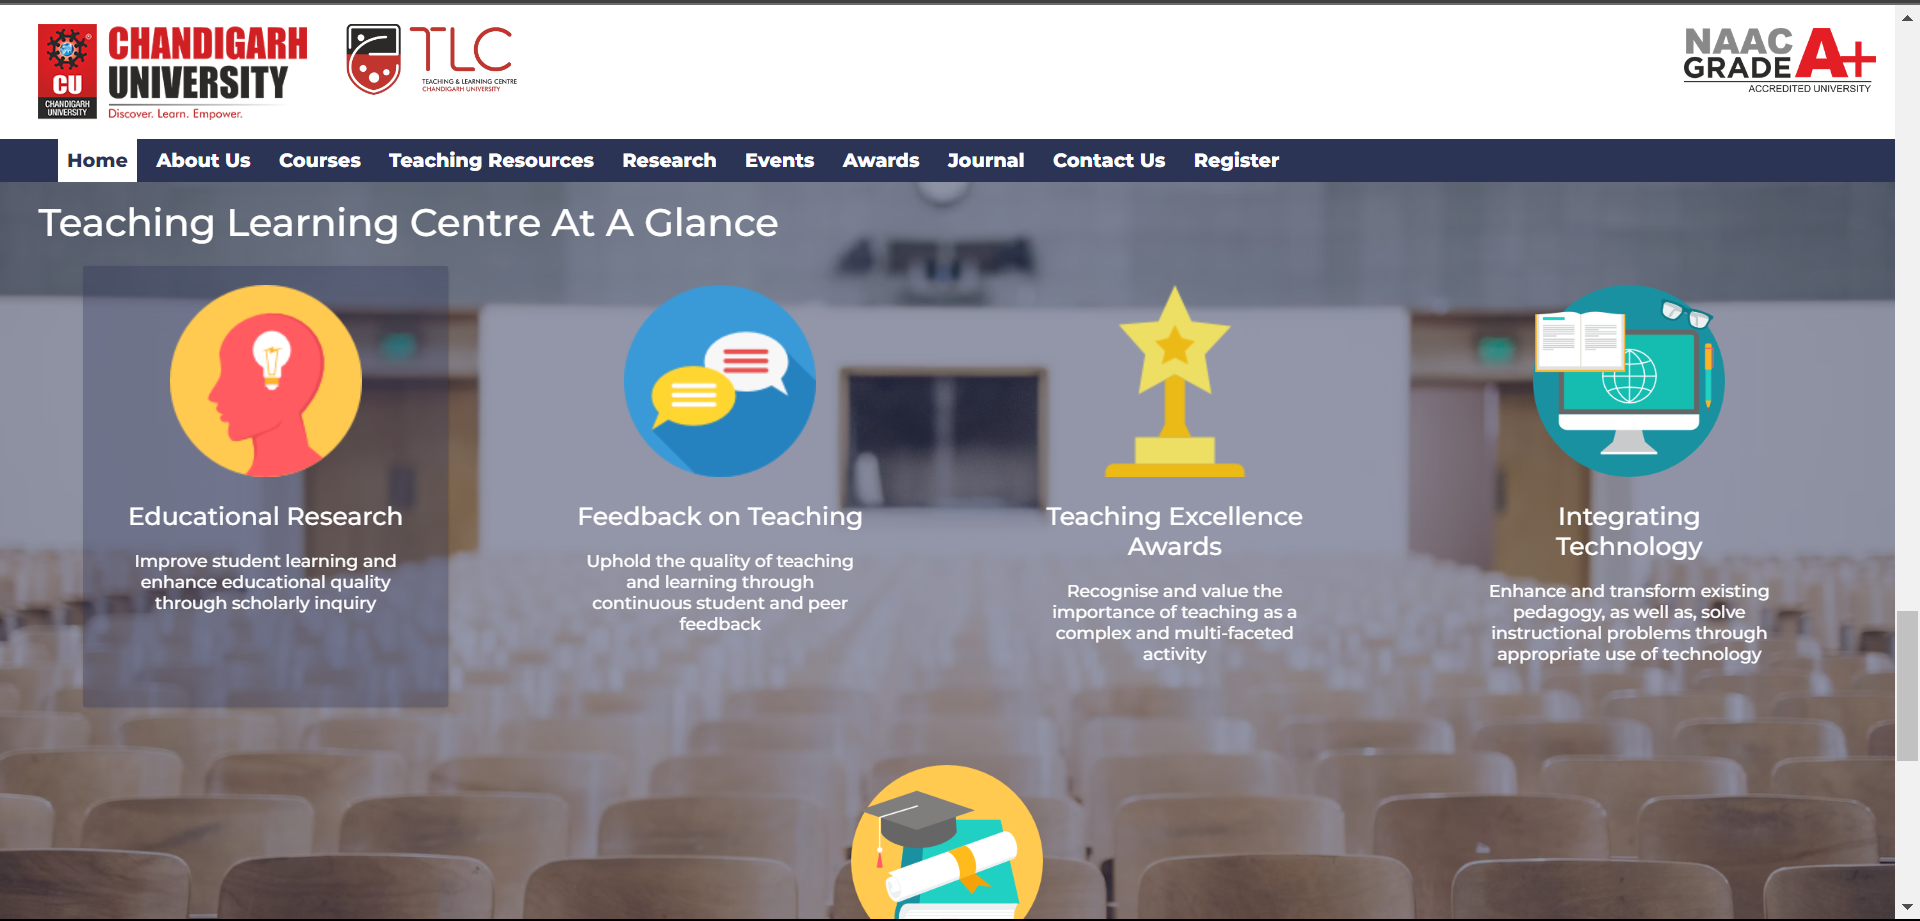 CHANDIGARH
UNIVERSITY
Discover. Learn. Empower.
CU
CHANDIGARH
UNIVERSITY
TLC
TEACHING & LEARNING CENTRE
CHANDIGARH UNIVERSITY
NAAC
GRADE A+
ACCREDITED UNIVERSITY
Home About Us Courses Teaching Resources Research Events Awards Journal Contact Us Register
Teaching Learning Centre At A Glance
Educational Research
Improve student learning and
enhance educational quality
through scholarly inquiry
Feedback on Teaching
Uphold the quality of teaching
and learning through
continuous student and peer
feedback
Teaching Excellence
Awards
Recognise and value the
importance of teaching as a
complex and multi-faceted
activity
Integrating
Technology
Enhance and transform existing
pedagogy, as well as, solve
instructional problems through
appropriate use of technology